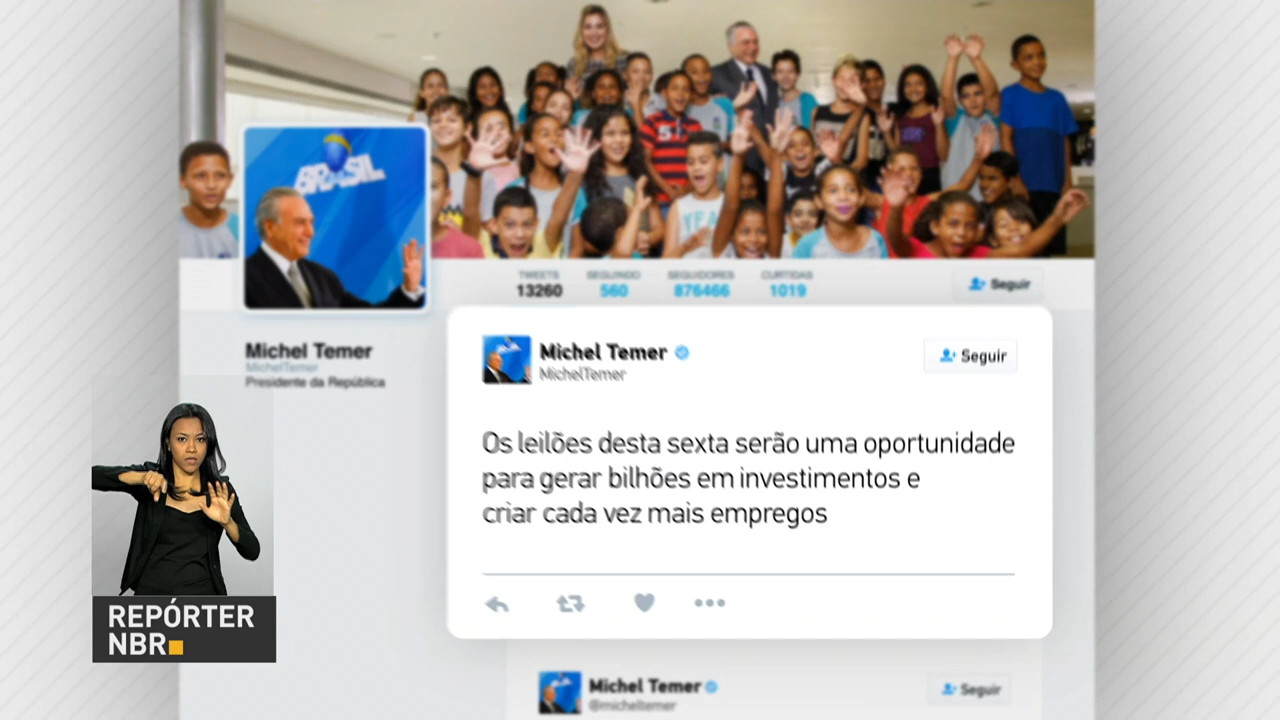 BRASIL
TWEETS SEGUINDO SEGUIDORES CURTIDAS
13260 560 876466 1019
Seguir
Michel Temer
MichelTemer
Presidente da República
Michel Temer
MichelTemer
Seguir
Os leilões desta sexta serão uma oportunidade
para gerar bilhões em investimentos e
criar cada vez mais empregos
REPÓRTER
NBR
Michel Temer
@micheltemer
Seguir